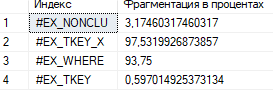 Индекс Фрагментация в процентах
1 #EX_NONCLU 3,17460317460317
2 #EX_TKEY_X 97,5319926873857
3 #EX_WHERE 93,75
4 #EX_TKEY 0,597014925373134